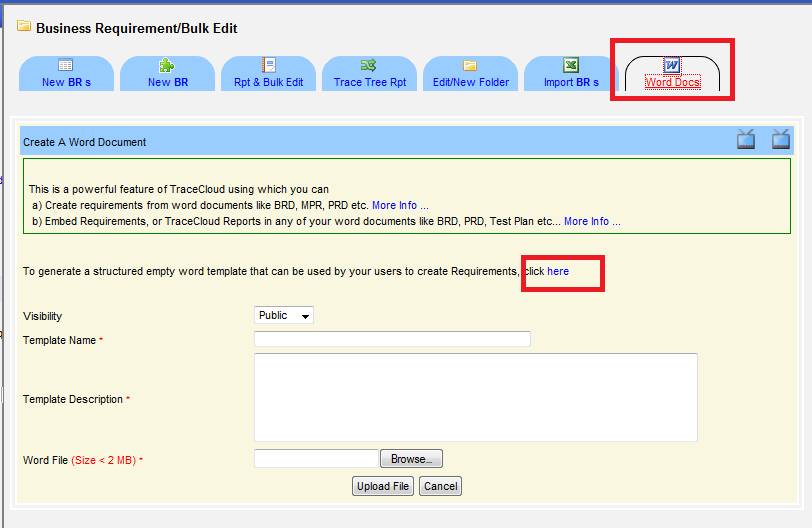 Business Requirement/Bulk Edit
New BR s
New BR
Rpt & Bulk Edit
Trace Tree Rpt
Edit/New Folder
Import BR s
Word Docs
Create A Word Document
This is a powerful feature of TraceCloud using which you can
a) Create requirements from word documents like BRD, MPR, PRD etc. More Info ...
b) Embed Requirements, or TraceCloud Reports in any of your word documents like BRD, PRD, Test Plan etc... More Info ...
To generate a structured empty word template that can be used by your users to create Requirements, click here
Visibility
Public
Template Name *
Template Description *
Word File (Size < 2 MB) *
Browse...
Upload File
Cancel